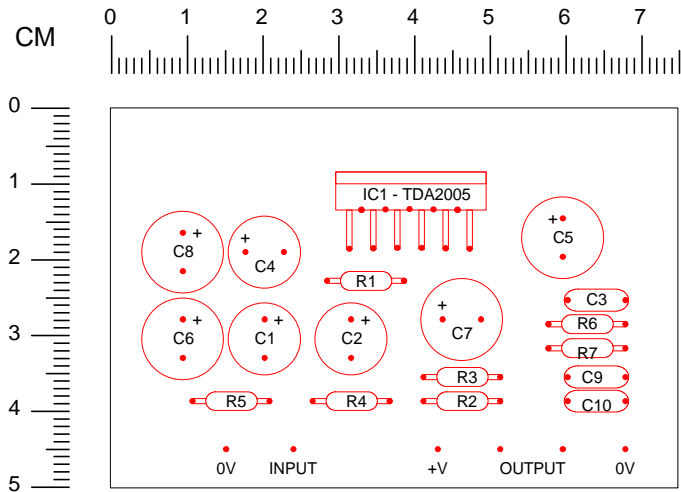 0 1 2 3 4 5 6 7
CM
0
1
IC1 - TDA2005
+ C5
+ C8
+ C4
2
R1
C3
+ C7
R6
3
C6 +
C1 +
C2 +
R7
R3
C9
4
R5
R4
R2
C10
0V INPUT +V OUTPUT 0V
5